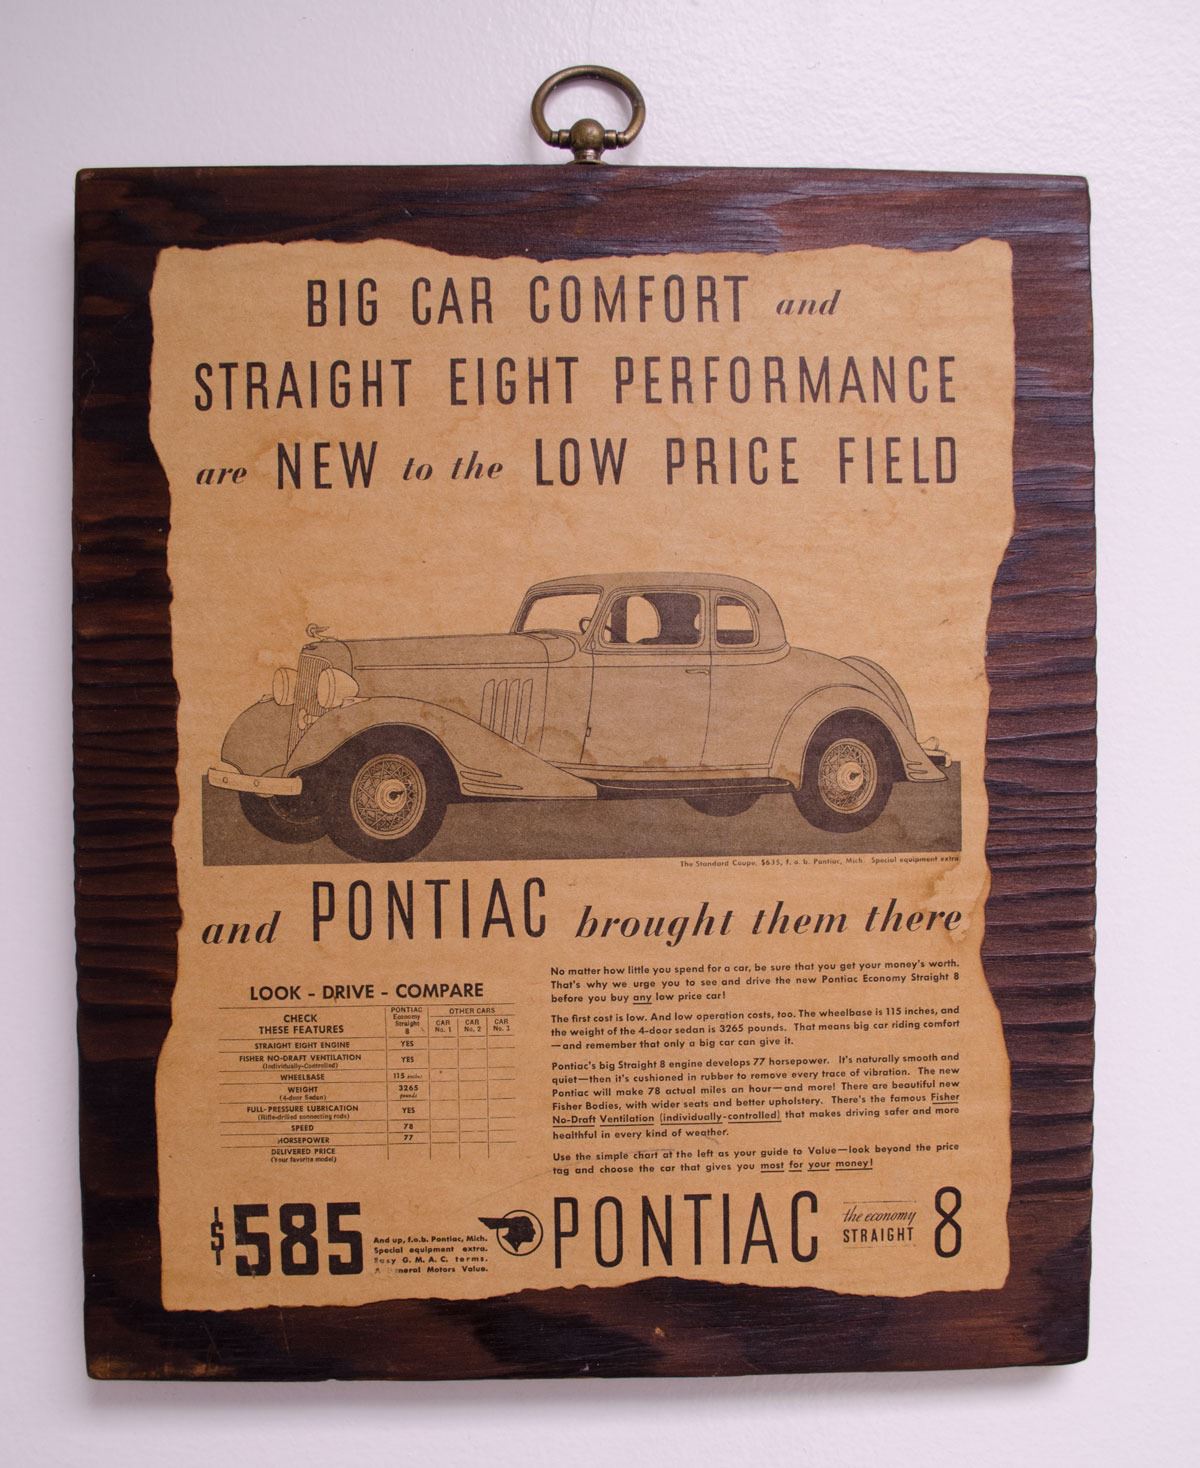 BIG CAR COMFORT and
STRAIGHT EIGHT PERFORMANCE
are NEW to the LOW PRICE FIELD
The Standard Coupe, $635, f. o. b. Pontiac, Mich. Special equipment extra
and PONTIAC brought them there
LOOK - DRIVE - COMPARE
CHECK THESE FEATURES PONTIAC Economy Straight 8 OTHER CARS CAR No. 1 CAR No. 2 CAR No. 3
STRAIGHT EIGHT ENGINE YES
FISHER NO-DRAFT VENTILATION YES
(Individually-Controlled)
WHEELBASE 115 inches
WEIGHT 3265
(4-door Sedan) pounds
FULL-PRESSURE LUBRICATION YES
(Rifle-drilled connecting rods)
SPEED 78
HORSEPOWER 77
DELIVERED PRICE
(Your favorite model)
No matter how little you spend for a car, be sure that you get your money's worth.
That's why we urge you to see and drive the new Pontiac Economy Straight 8
before you buy any low price car!
The first cost is low. And low operation costs, too. The wheelbase is 115 inches, and
the weight of the 4-door sedan is 3265 pounds. That means big car riding comfort
—and remember that only a big car can give it.
Pontiac's big Straight 8 engine develops 77 horsepower. It's naturally smooth and
quiet—then it's cushioned in rubber to remove every trace of vibration. The new
Pontiac will make 78 actual miles an hour—and more! There are beautiful new
Fisher Bodies, with wider seats and better upholstery. There's the famous Fisher
No-Draft Ventilation (individually-controlled) that makes driving safer and more
healthful in every kind of weather.
Use the simple chart at the left as your guide to Value—look beyond the price
tag and choose the car that gives you most for your money!
$585
And up, f.o.b. Pontiac, Mich.
Special equipment extra.
Easy G. M. A. C. terms.
A General Motors Value.
PONTIAC the economy STRAIGHT 8